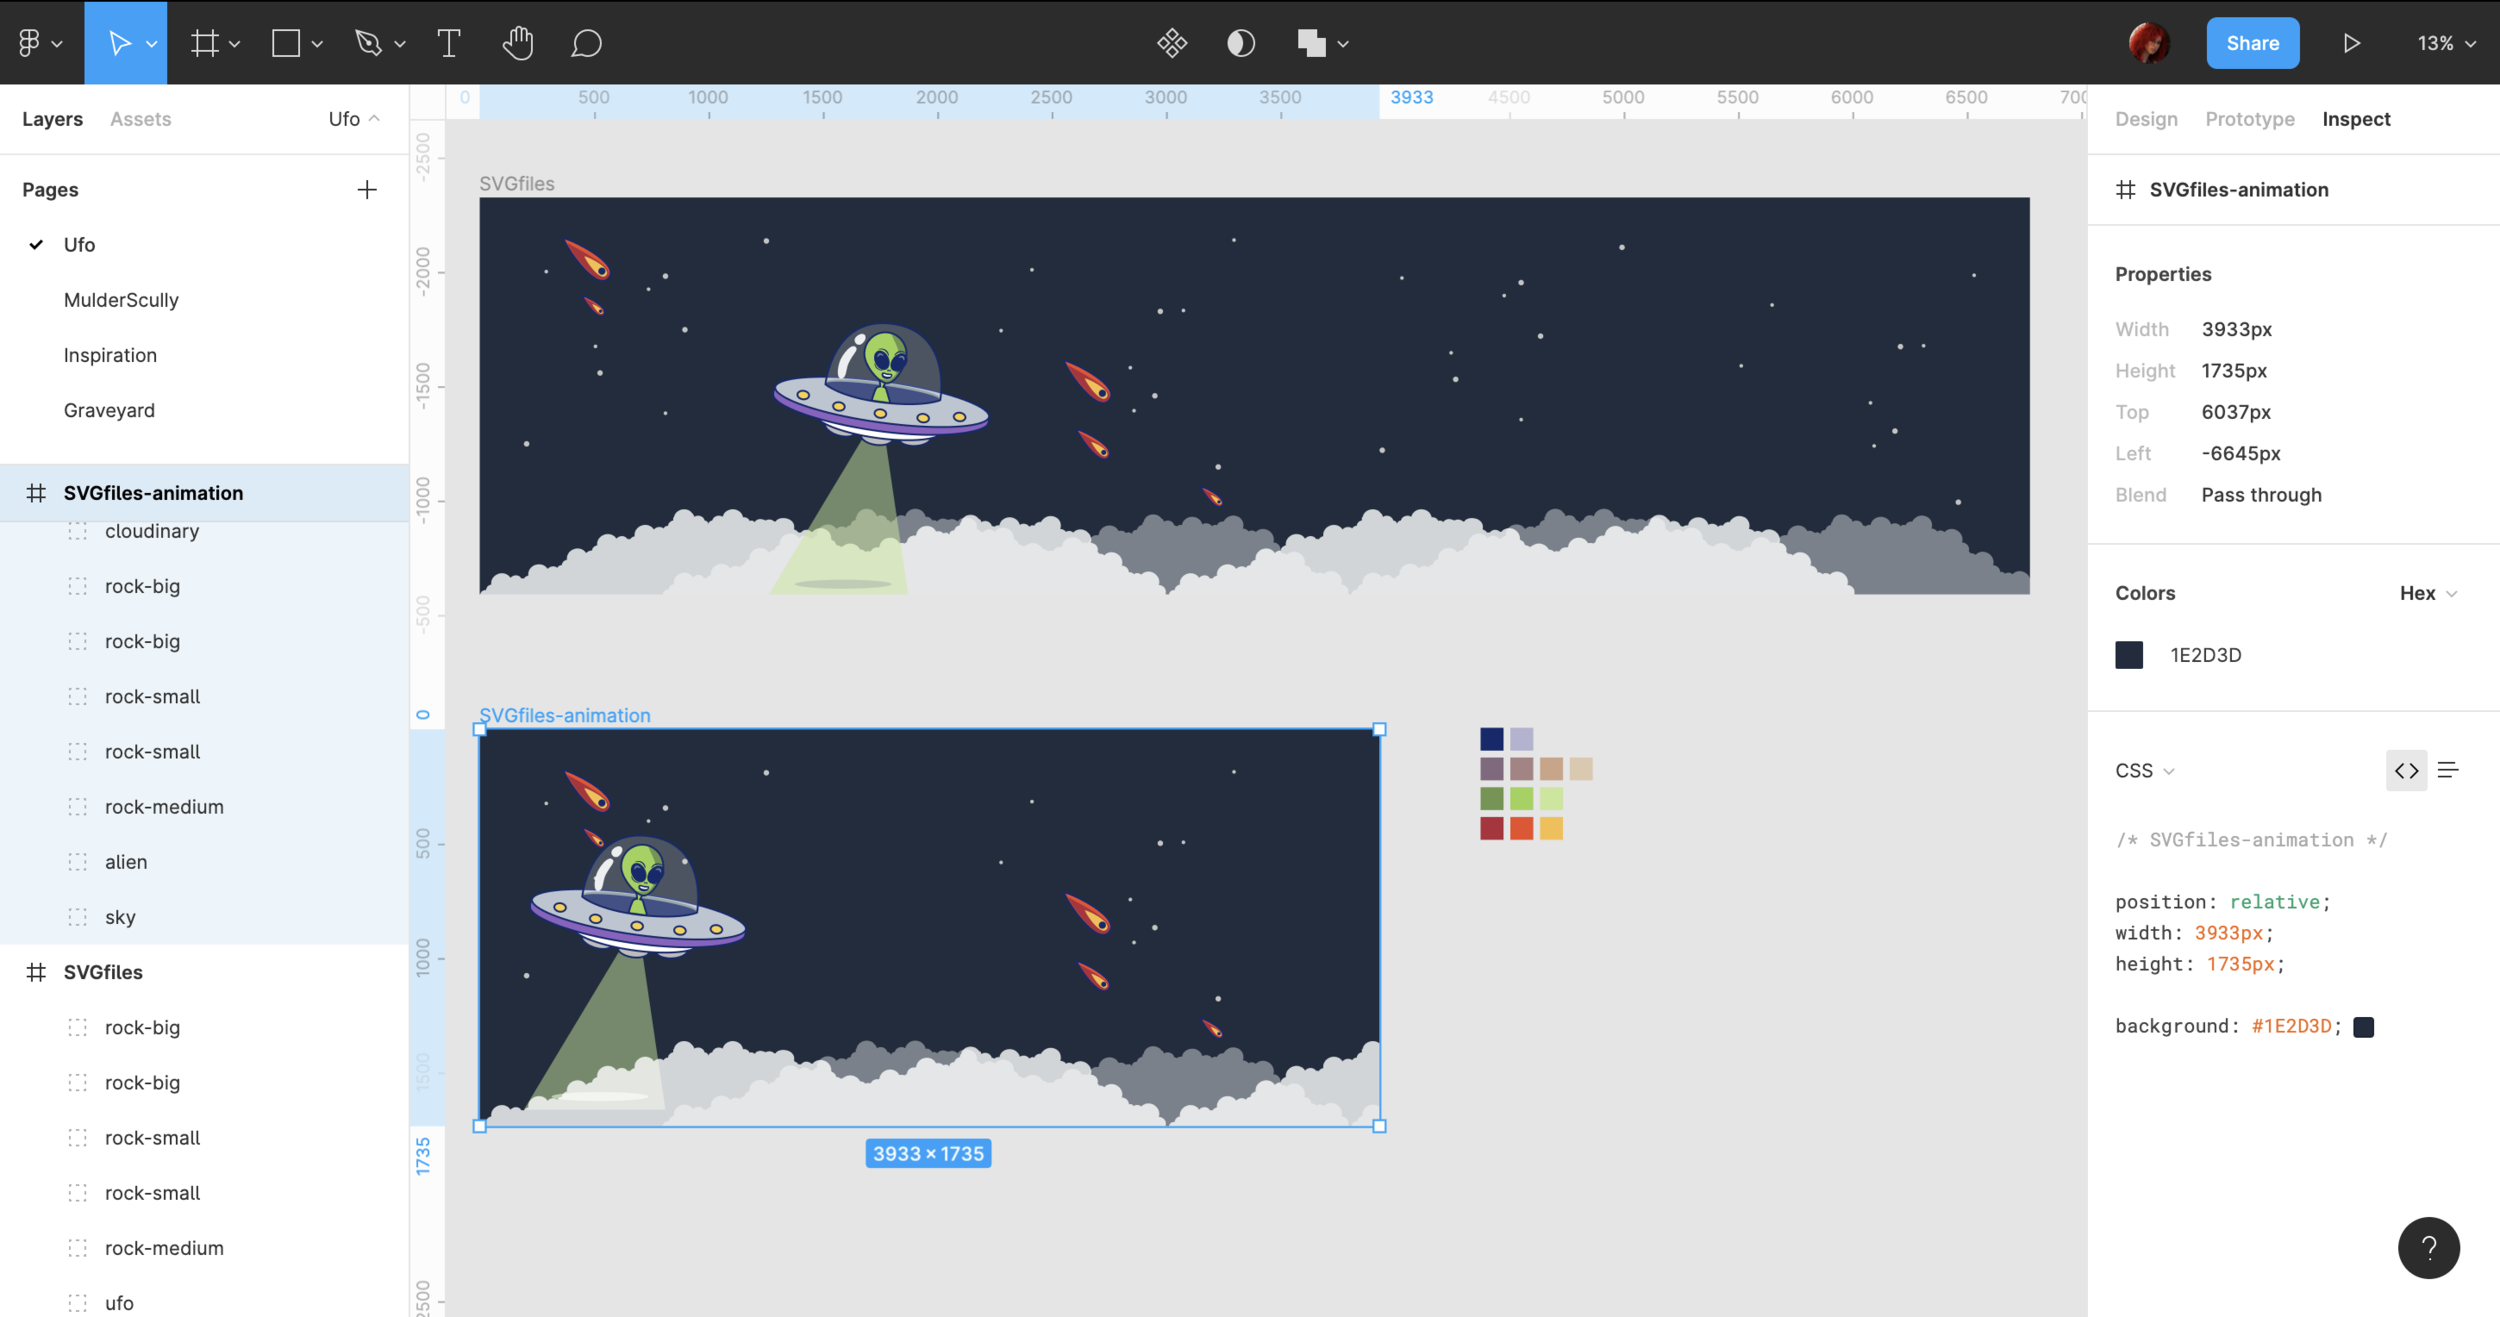 Share
13%
Layers
Assets
Ufo
Pages
Ufo
MulderScully
Inspiration
Graveyard
SVGfiles-animation
cloudinary
rock-big
rock-big
rock-small
rock-small
rock-medium
alien
sky
SVGfiles
rock-big
rock-big
rock-small
rock-small
rock-medium
ufo
0 500 1000 1500 2000 2500 3000 3500 3933 4500 5000 5500 6000 6500
-2500
-2000
-1500
-1000
-500
0
500
1000
1500
1735
2500
SVGfiles
SVGfiles-animation
3933 × 1735
Design
Prototype
Inspect
SVGfiles-animation
Properties
Width 3933px
Height 1735px
Top 6037px
Left -6645px
Blend Pass through
Colors
Hex
1E2D3D
CSS
/* SVGfiles-animation */
position: relative;
width: 3933px;
height: 1735px;
background: #1E2D3D;
?